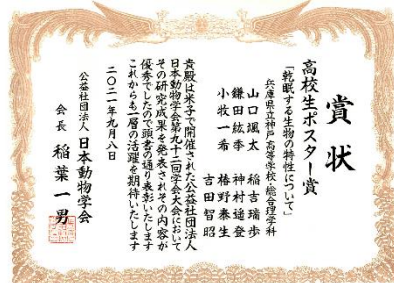 賞状
高校生ポスター賞
「乾眠する生物の特性について」
兵庫県立神戸高等学校・総合理学科
山口颯太 稲吉瑞歩
鎌田紘季 神村遥登
小牧一希 椿野泰生
吉田智昭
貴殿は米子で開催された公益社団法人
日本動物学会第九十二回学会大会において
その研究成果を発表されその内容が
優秀でしたので頭書の通り表彰いたします
これからも一層の活躍を期待いたします
二〇二一年九月八日
公益社団法人 日本動物学会
会長 稲葉一男